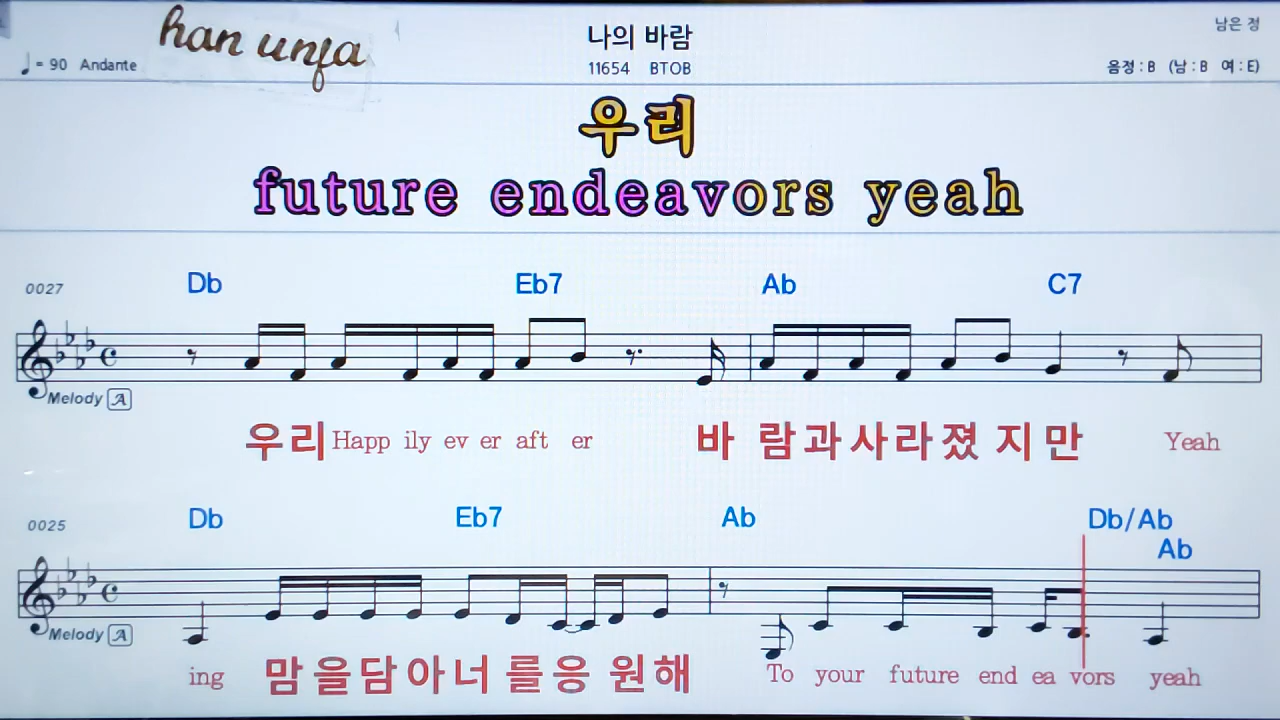 han unfa
나의 바람
남은 정
♩= 90 Andante
11654 BTOB
음정 : B (남 : B 여 : E)
우리
future endeavors yeah
0027 Db Eb7 Ab C7
Melody A
우리 Happ ily ev er aft er 바 람과사라졌 지 만 Yeah
0025 Db Eb7 Ab Db/Ab
Ab
Melody A
ing 맘을담아너 를응 원해 To your future end ea vors yeah